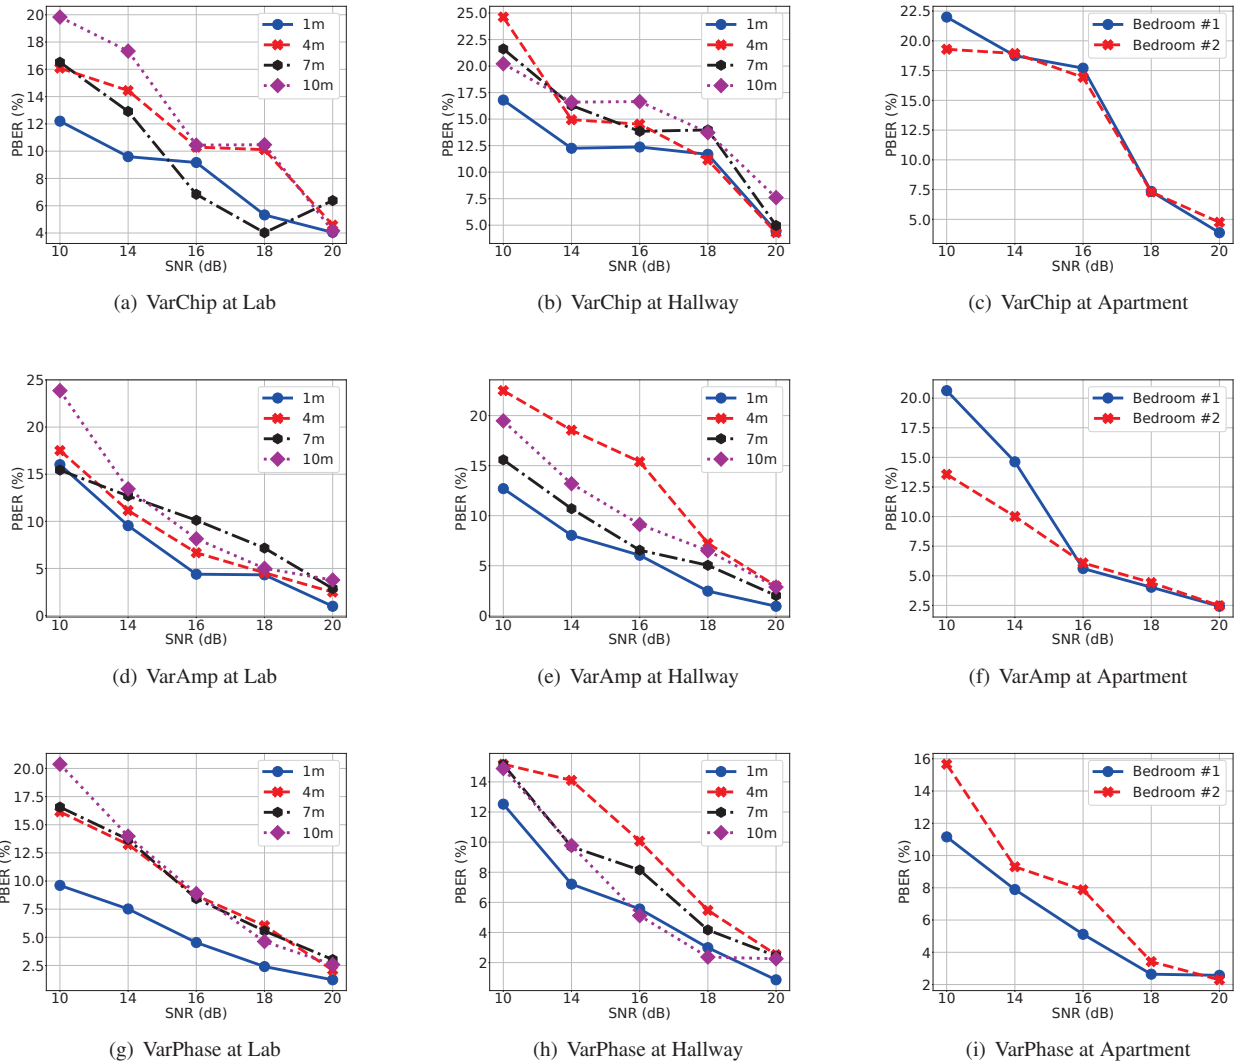 20
18
16
14
12
10
8
6
4
PBER (%)
1m
4m
7m
10m
10 14 16 18 20
SNR (dB)
(a) VarChip at Lab
25.0
22.5
20.0
17.5
15.0
12.5
10.0
7.5
5.0
PBER (%)
1m
4m
7m
10m
10 14 16 18 20
SNR (dB)
(b) VarChip at Hallway
22.5
20.0
17.5
15.0
12.5
10.0
7.5
5.0
PBER (%)
Bedroom #1
Bedroom #2
10 14 16 18 20
SNR (dB)
(c) VarChip at Apartment
25
20
15
10
5
0
PBER (%)
1m
4m
7m
10m
10 14 16 18 20
SNR (dB)
(d) VarAmp at Lab
20
15
10
5
0
PBER (%)
1m
4m
7m
10m
10 14 16 18 20
SNR (dB)
(e) VarAmp at Hallway
20.0
17.5
15.0
12.5
10.0
7.5
5.0
2.5
PBER (%)
Bedroom #1
Bedroom #2
10 14 16 18 20
SNR (dB)
(f) VarAmp at Apartment
20.0
17.5
15.0
12.5
10.0
7.5
5.0
2.5
PBER (%)
1m
4m
7m
10m
10 14 16 18 20
SNR (dB)
(g) VarPhase at Lab
14
12
10
8
6
4
2
PBER (%)
1m
4m
7m
10m
10 14 16 18 20
SNR (dB)
(h) VarPhase at Hallway
16
14
12
10
8
6
4
2
PBER (%)
Bedroom #1
Bedroom #2
10 14 16 18 20
SNR (dB)
(i) VarPhase at Apartment